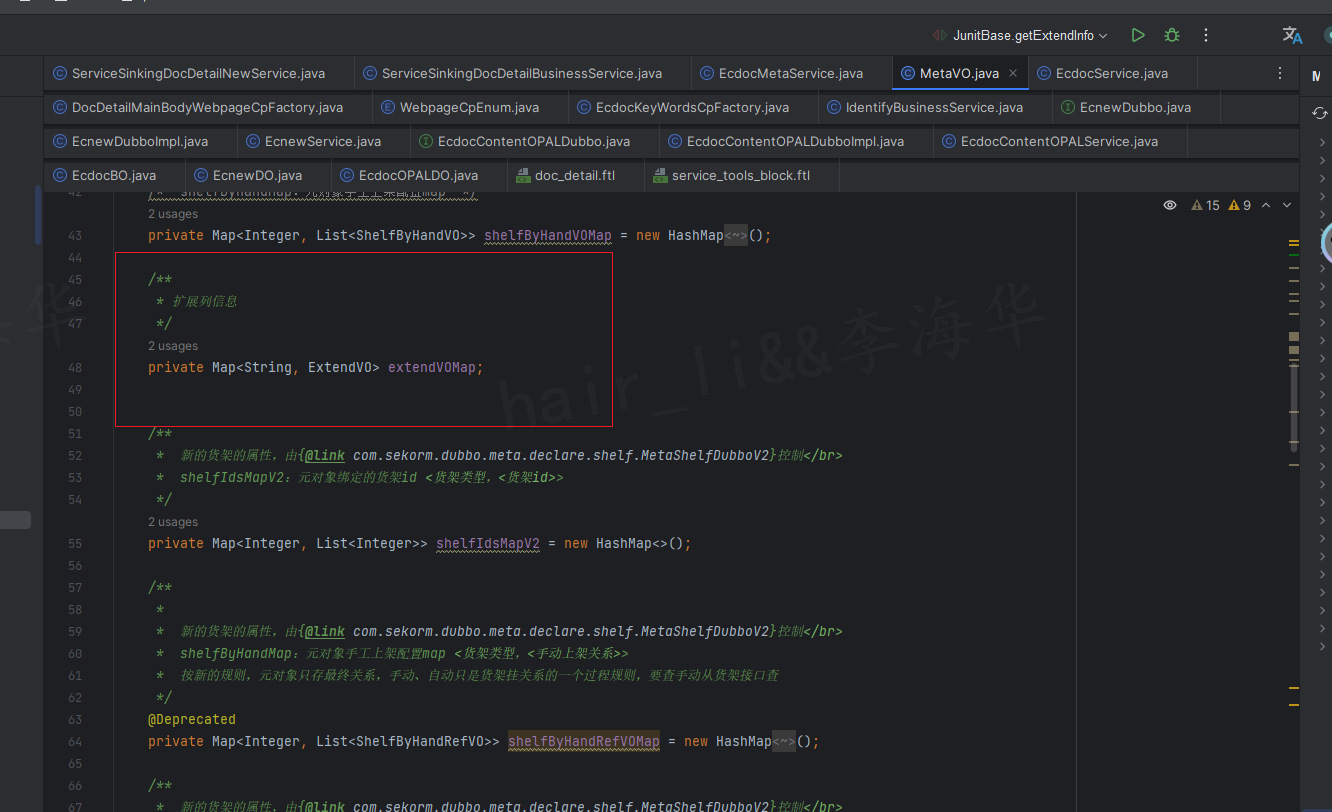 JunitBase.getExtendInfo
ServiceSinkingDocDetailNewService.java ServiceSinkingDocDetailBusinessService.java EcdocMetaService.java MetaVO.java EcdocService.java
DocDetailMainBodyWebpageCpFactory.java WebpageCpEnum.java EcdocKeyWordsCpFactory.java IdentifyBusinessService.java EcnewDubbo.java
EcnewDubboImpl.java EcnewService.java EcdocContentOPALDubbo.java EcdocContentOPALDubboImpl.java EcdocContentOPALService.java
EcdocBO.java EcnewDO.java EcdocOPALDO.java doc_detail.ftl service_tools_block.ftl
42 /* shelfByHandMap：元对象手工上架配置map */
2 usages
15 9
43 private Map<Integer, List<ShelfByHandVO>> shelfByHandVOMap = new HashMap<~>();
44
45 /**
46 * 扩展列信息
47 */
2 usages
48 private Map<String, ExtendVO> extendVOMap;
49
50
51 /**
52 * 新的货架的属性，由{@link com.sekorm.dubbo.meta.declare.shelf.MetaShelfDubboV2}控制</br>
53 * shelfIdsMapV2：元对象绑定的货架id <货架类型，<货架id>>
54 */
2 usages
55 private Map<Integer, List<Integer>> shelfIdsMapV2 = new HashMap<>();
56
57 /**
58 *
59 * 新的货架的属性，由{@link com.sekorm.dubbo.meta.declare.shelf.MetaShelfDubboV2}控制</br>
60 * shelfByHandMap：元对象手工上架配置map <货架类型，<手动上架关系>>
61 * 按新的规则，元对象只存最终关系，手动、自动只是货架挂关系的一个过程规则，要查手动从货架接口查
62 */
63 @Deprecated
64 private Map<Integer, List<ShelfByHandRefVO>> shelfByHandRefVOMap = new HashMap<~>();
65
66 /**
67 * 新的货架的属性，由{@link com.sekorm.dubbo.meta.declare.shelf.MetaShelfDubboV2}控制</br>
hair_li&&李海华